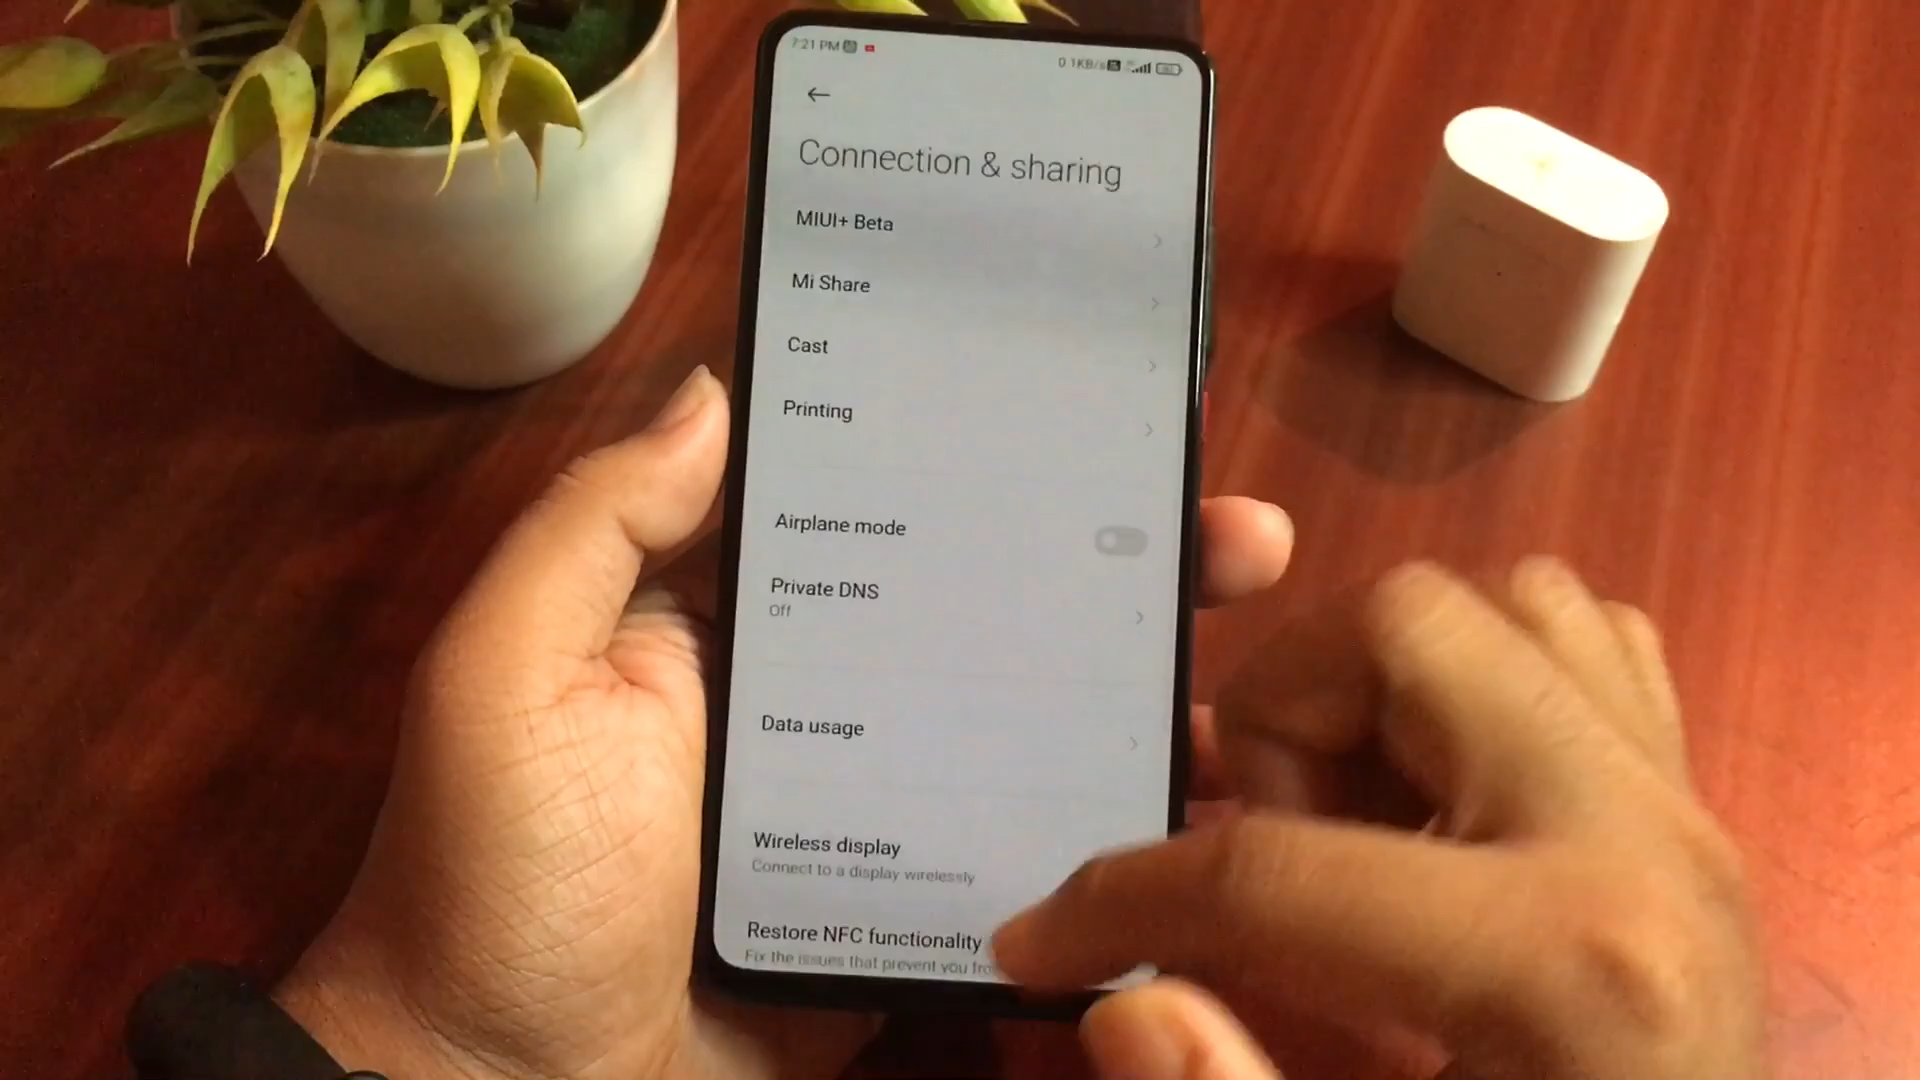 7:21 PM
0.1KB/s
Connection & sharing
MIUI+ Beta
Mi Share
Cast
Printing
Airplane mode
Private DNS
Off
Data usage
Wireless display
Connect to a display wirelessly
Restore NFC functionality
Fix the issues that prevent you